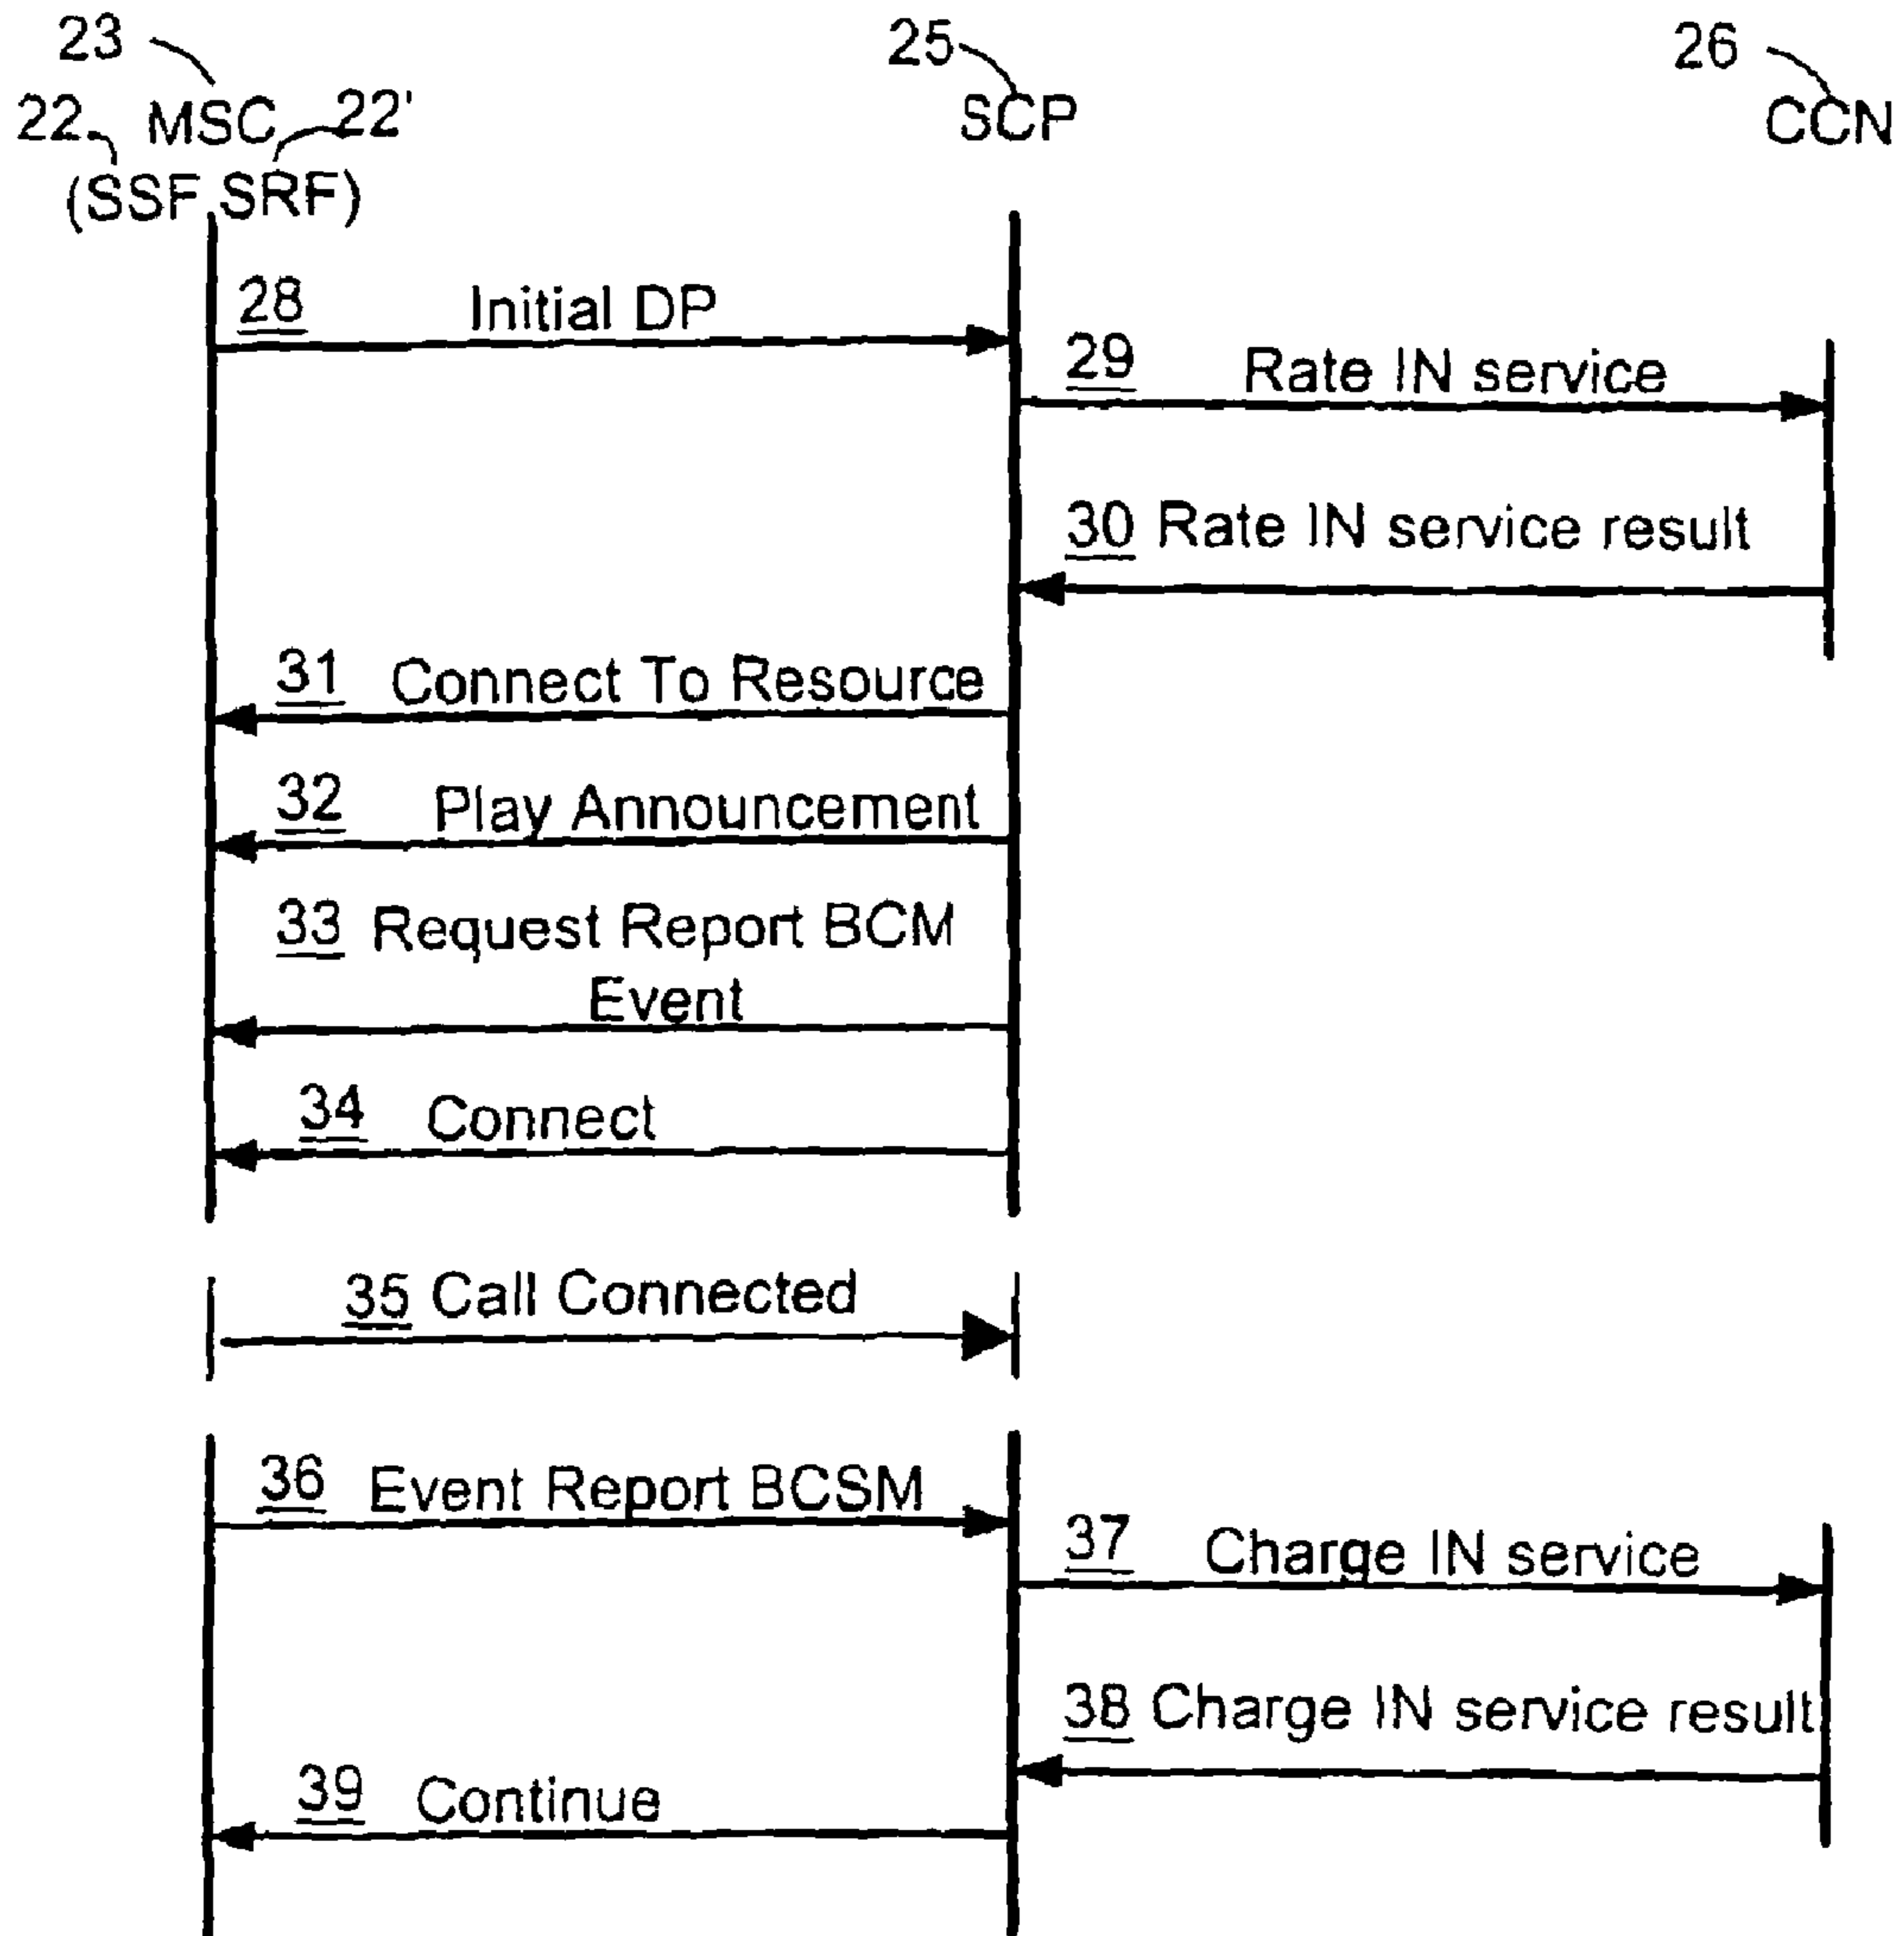 23
25
26
22 MSC 22'
SCP
CCN
(SSF SRF)
28 Initial DP
29 Rate IN service
30 Rate IN service result
31 Connect To Resource
32 Play Announcement
33 Request Report BCM
Event
34 Connect
35 Call Connected
36 Event Report BCSM
37 Charge IN service
38 Charge IN service result
39 Continue